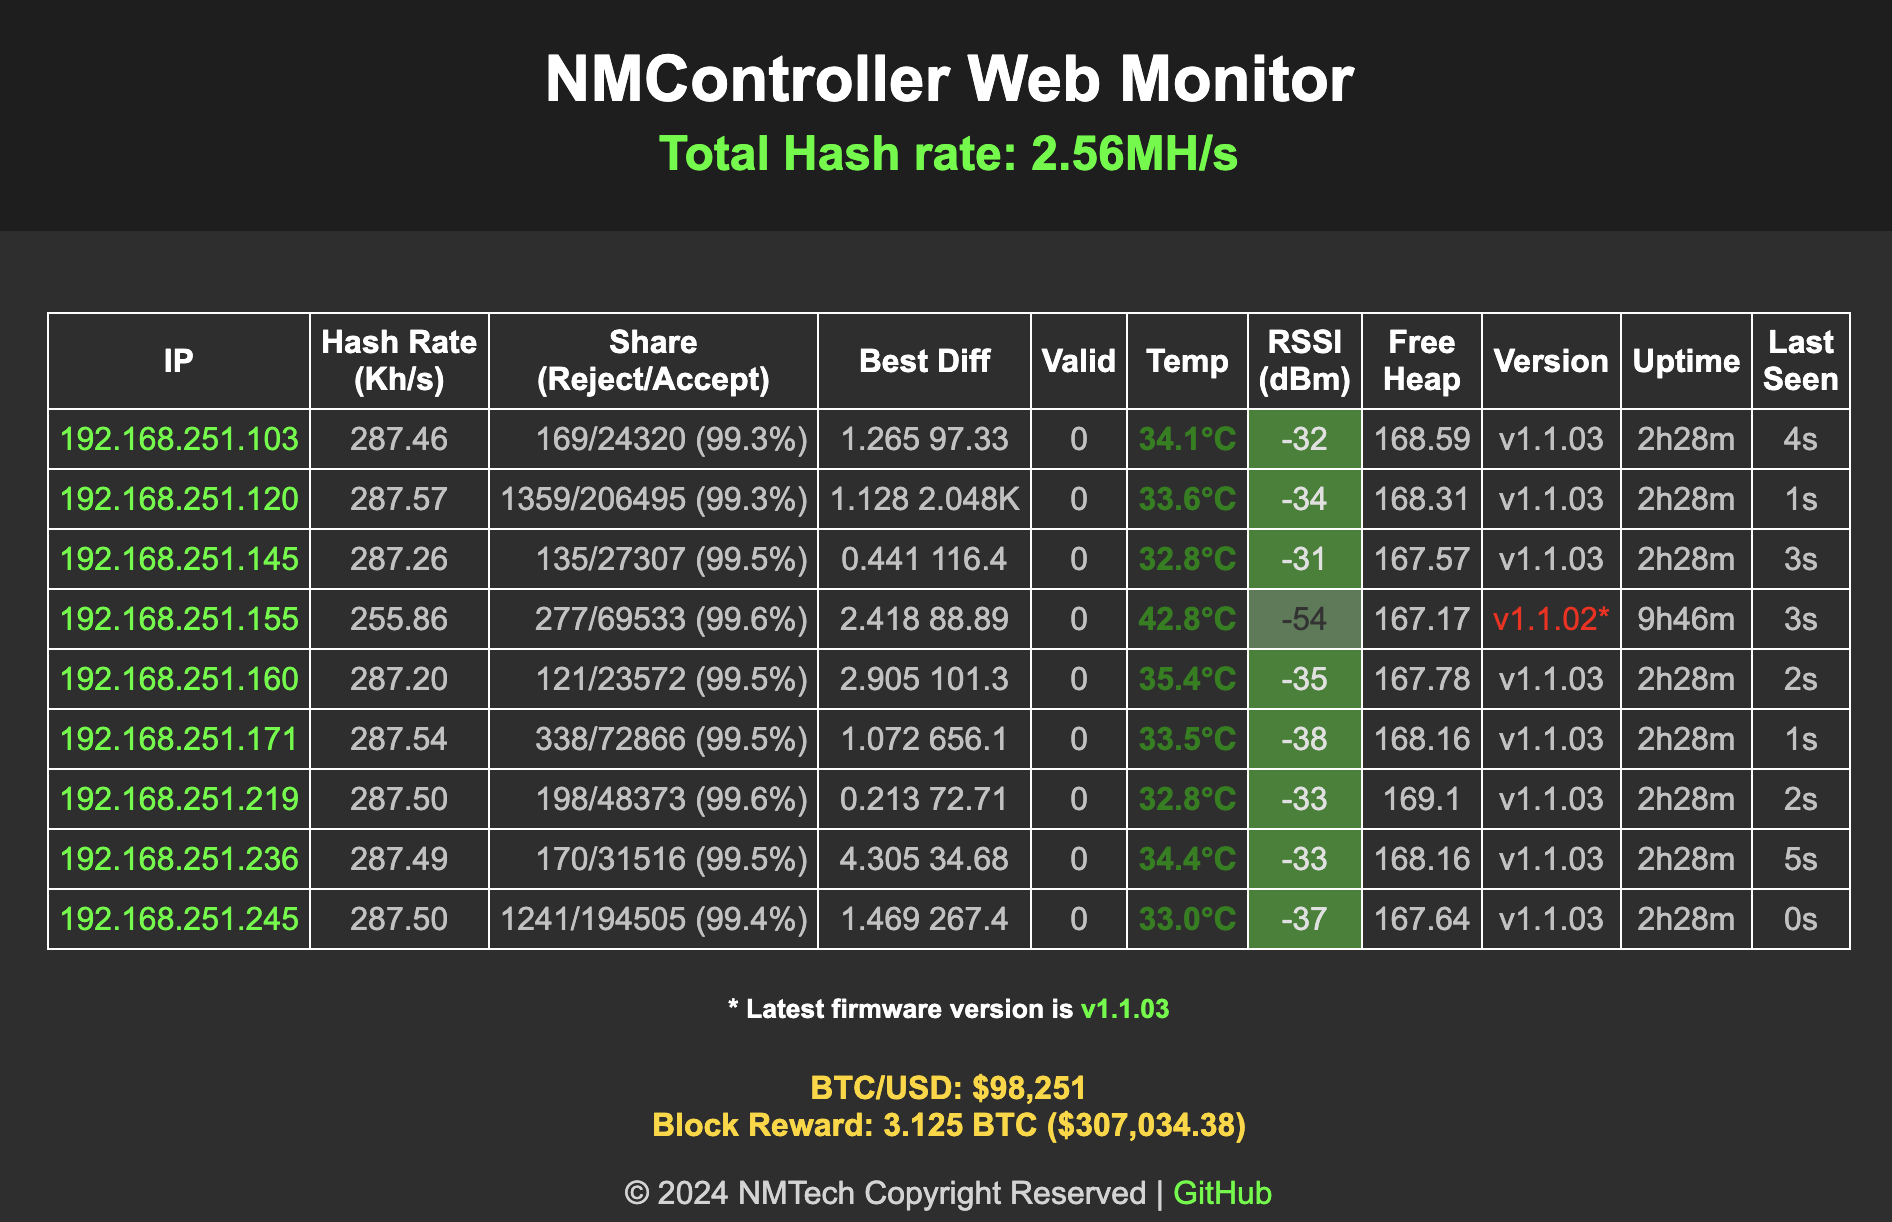 NMController Web Monitor
Total Hash rate: 2.56MH/s
IP Hash Rate (Kh/s) Share (Reject/Accept) Best Diff Valid Temp RSSI (dBm) Free Heap Version Uptime Last Seen
192.168.251.103 287.46 169/24320 (99.3%) 1.265 97.33 0 34.1°C -32 168.59 v1.1.03 2h28m 4s
192.168.251.120 287.57 1359/206495 (99.3%) 1.128 2.048K 0 33.6°C -34 168.31 v1.1.03 2h28m 1s
192.168.251.145 287.26 135/27307 (99.5%) 0.441 116.4 0 32.8°C -31 167.57 v1.1.03 2h28m 3s
192.168.251.155 255.86 277/69533 (99.6%) 2.418 88.89 0 42.8°C -54 167.17 v1.1.02* 9h46m 3s
192.168.251.160 287.20 121/23572 (99.5%) 2.905 101.3 0 35.4°C -35 167.78 v1.1.03 2h28m 2s
192.168.251.171 287.54 338/72866 (99.5%) 1.072 656.1 0 33.5°C -38 168.16 v1.1.03 2h28m 1s
192.168.251.219 287.50 198/48373 (99.6%) 0.213 72.71 0 32.8°C -33 169.1 v1.1.03 2h28m 2s
192.168.251.236 287.49 170/31516 (99.5%) 4.305 34.68 0 34.4°C -33 168.16 v1.1.03 2h28m 5s
192.168.251.245 287.50 1241/194505 (99.4%) 1.469 267.4 0 33.0°C -37 167.64 v1.1.03 2h28m 0s
* Latest firmware version is v1.1.03
BTC/USD: $98,251
Block Reward: 3.125 BTC ($307,034.38)
© 2024 NMTech Copyright Reserved | GitHub